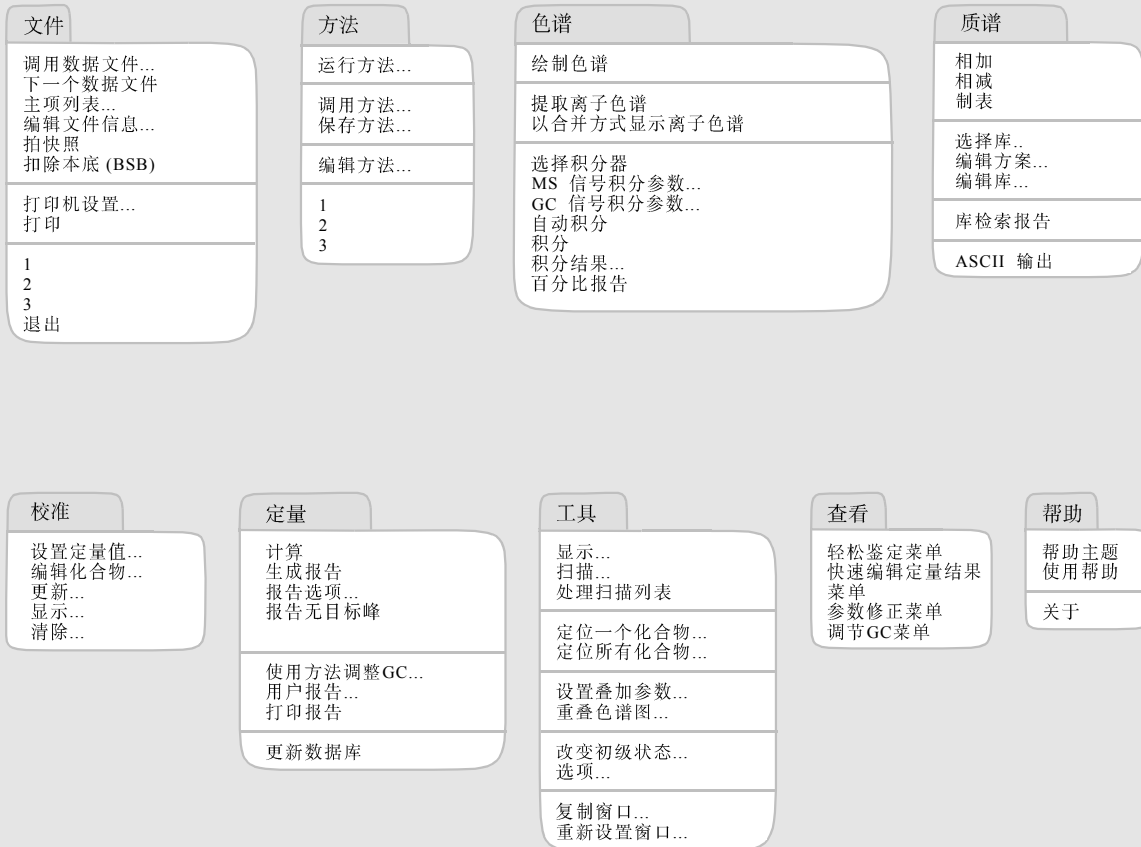 文件
调用数据文件...
下一个数据文件
主项列表...
编辑文件信息...
拍快照
扣除本底 (BSB)
打印机设置...
打印
1
2
3
退出
方法
运行方法...
调用方法...
保存方法...
编辑方法...
1
2
3
色谱
绘制色谱
提取离子色谱
以合并方式显示离子色谱
选择积分器
MS 信号积分参数...
GC 信号积分参数...
自动积分
积分
积分结果...
百分比报告
质谱
相加
相减
制表
选择库..
编辑方案...
编辑库...
库检索报告
ASCII 输出
校准
设置定量值...
编辑化合物...
更新...
显示...
清除...
定量
计算
生成报告
报告选项...
报告无目标峰
使用方法调整GC...
用户报告...
打印报告
更新数据库
工具
显示...
扫描...
处理扫描列表
定位一个化合物...
定位所有化合物...
设置叠加参数...
重叠色谱图...
改变初级状态...
选项...
复制窗口...
重新设置窗口...
查看
轻松鉴定菜单
快速编辑定量结果
菜单
参数修正菜单
调节GC菜单
帮助
帮助主题
使用帮助
关于